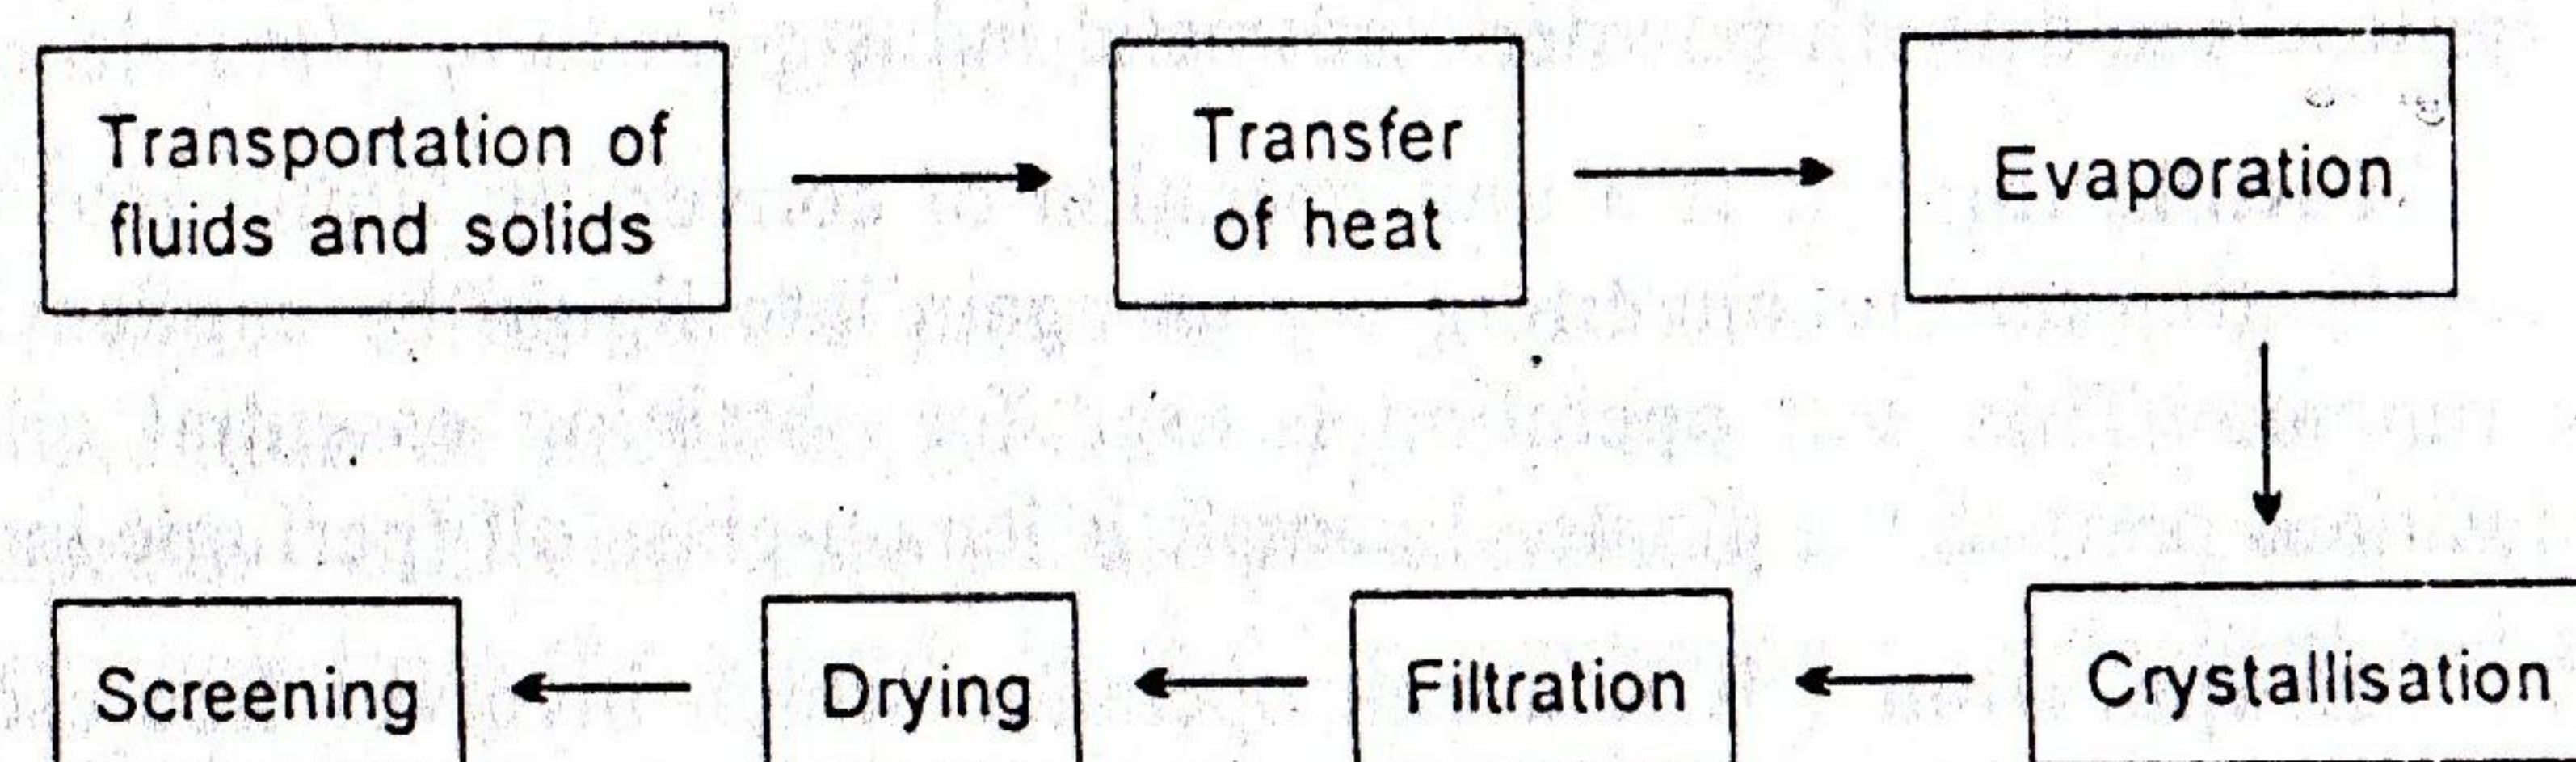 Transportation of
fluids and solids
Transfer
of heat
Evaporation
Crystallisation
Filtration
Drying
Screening